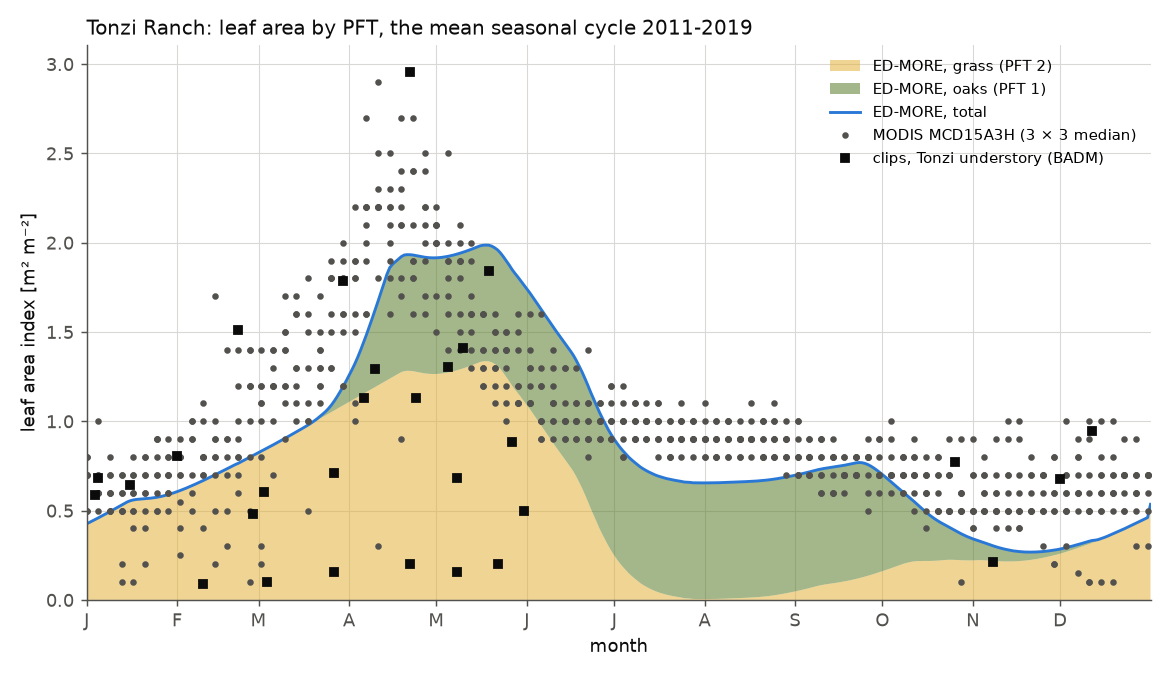 Tonzi Ranch: leaf area by PFT, the mean seasonal cycle 2011-2019
ED-MORE, grass (PFT 2)
ED-MORE, oaks (PFT 1)
ED-MORE, total
MODIS MCD15A3H (3 × 3 median)
clips, Tonzi understory (BADM)
leaf area index [m² m⁻²]
3.0
2.5
2.0
1.5
1.0
0.5
0.0
J F M A M J J A S O N D
month